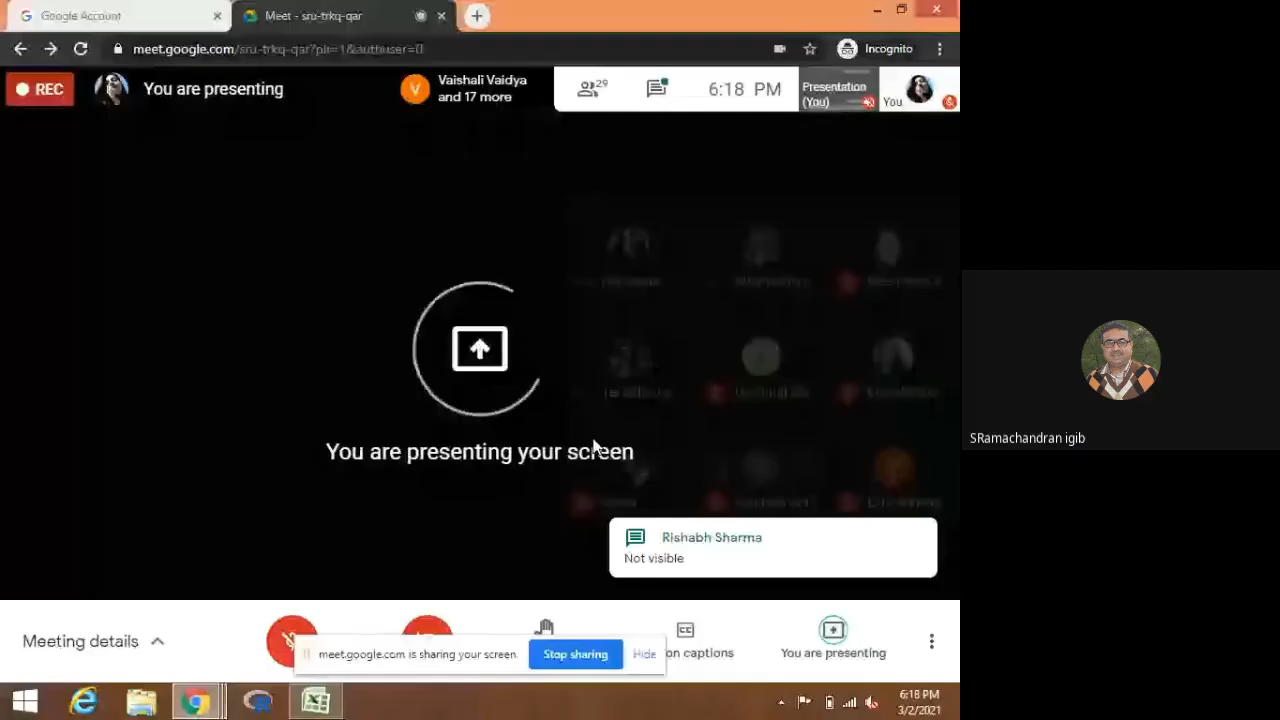 Google Account
Meet - sru-trkq-qar
meet.google.com/sru-trkq-qar?pli=1&authuser=0
Incognito
REC
You are presenting
Vaishali Vaidya
and 17 more
29
6:18 PM
Presentation
(You)
You
V
You are presenting your screen
SRamachandran igib
Rishabh Sharma
Not visible
Meeting details
meet.google.com is sharing your screen.
Stop sharing
Hide
on captions
You are presenting
6:18 PM
3/2/2021